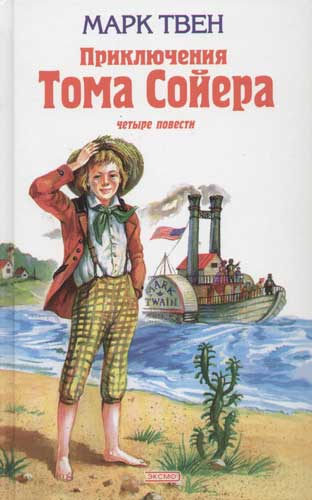 МАРК ТВЕН
Приключения
Тома Сойера
четыре повести
MARK
TWAIN
ЭКСМО